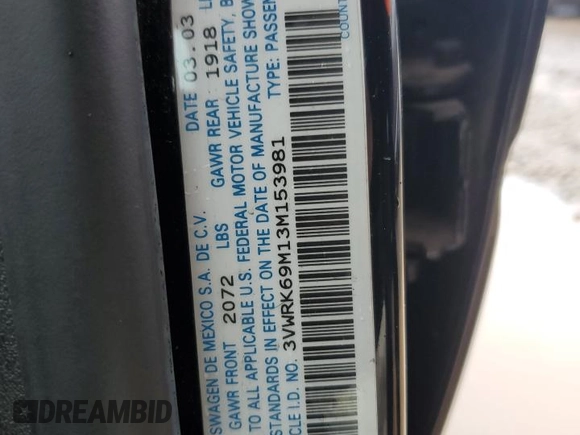 SWAGEN DE MEXICO S.A. DE C.V. DATE 03.03
GAWR FRONT 2072 LBS GAWR REAR 1918
TO ALL APPLICABLE U.S. FEDERAL MOTOR VEHICLE SAFETY,
STANDARDS IN EFFECT ON THE DATE OF MANUFACTURE SHOW
CLE I.D. NO. 3VWRK69M13M153981 TYPE: PASSEN
COUNT
DREAMBID